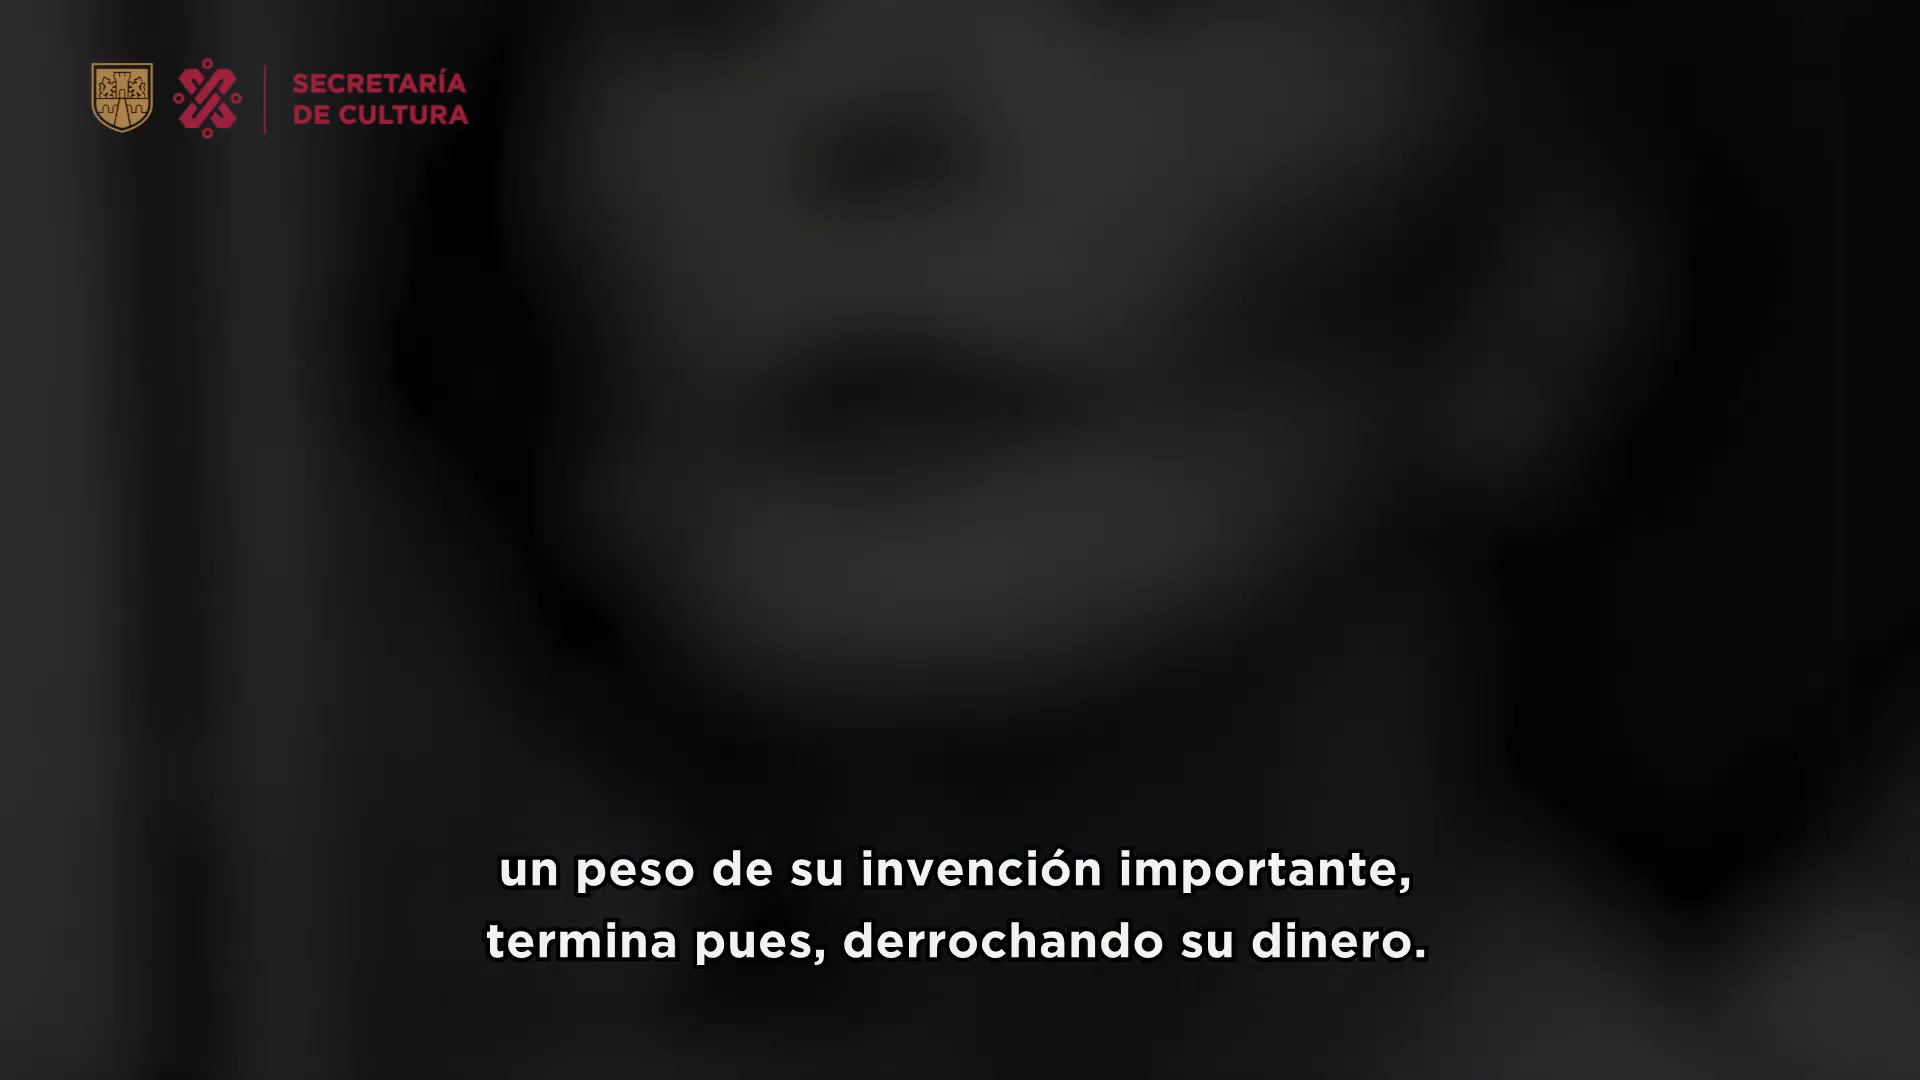 SECRETARÍA
DE CULTURA
un peso de su invención importante,
termina pues, derrochando su dinero.